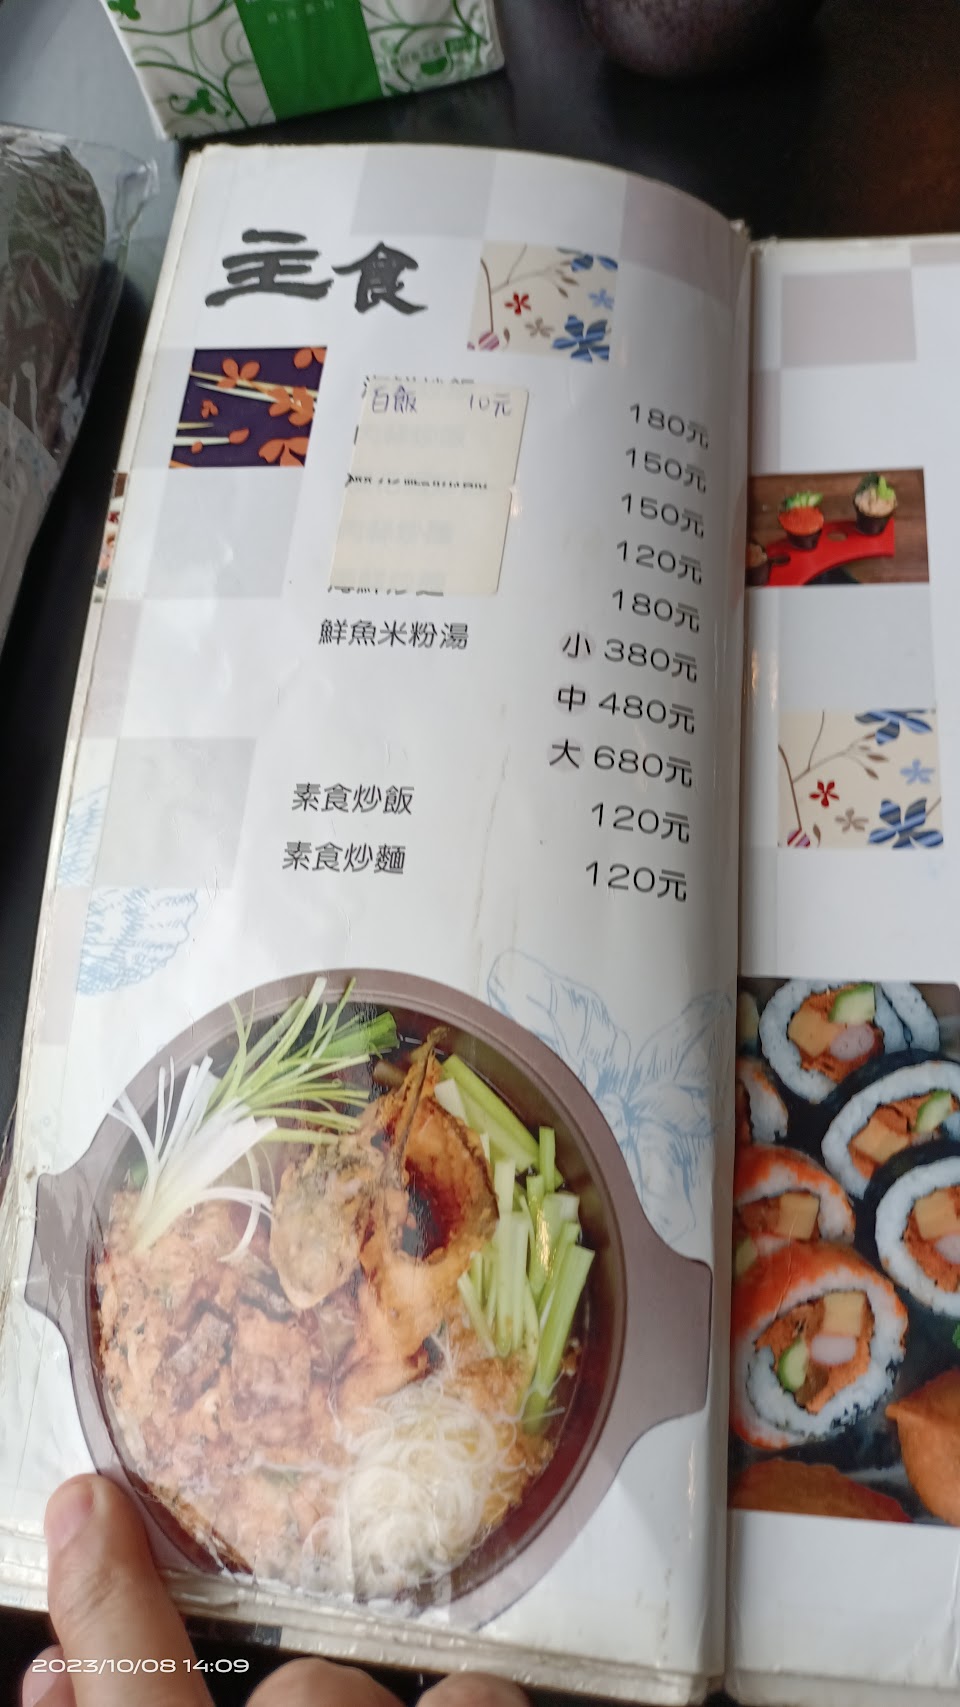 主食
白飯 10元
180元
150元
150元
120元
180元
鮮魚米粉湯 小 380元
中 480元
大 680元
素食炒飯 120元
素食炒麵 120元
2023/10/08 14:09